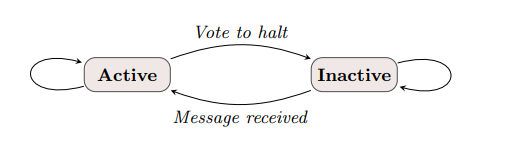 Vote to halt
Active
Inactive
Message received